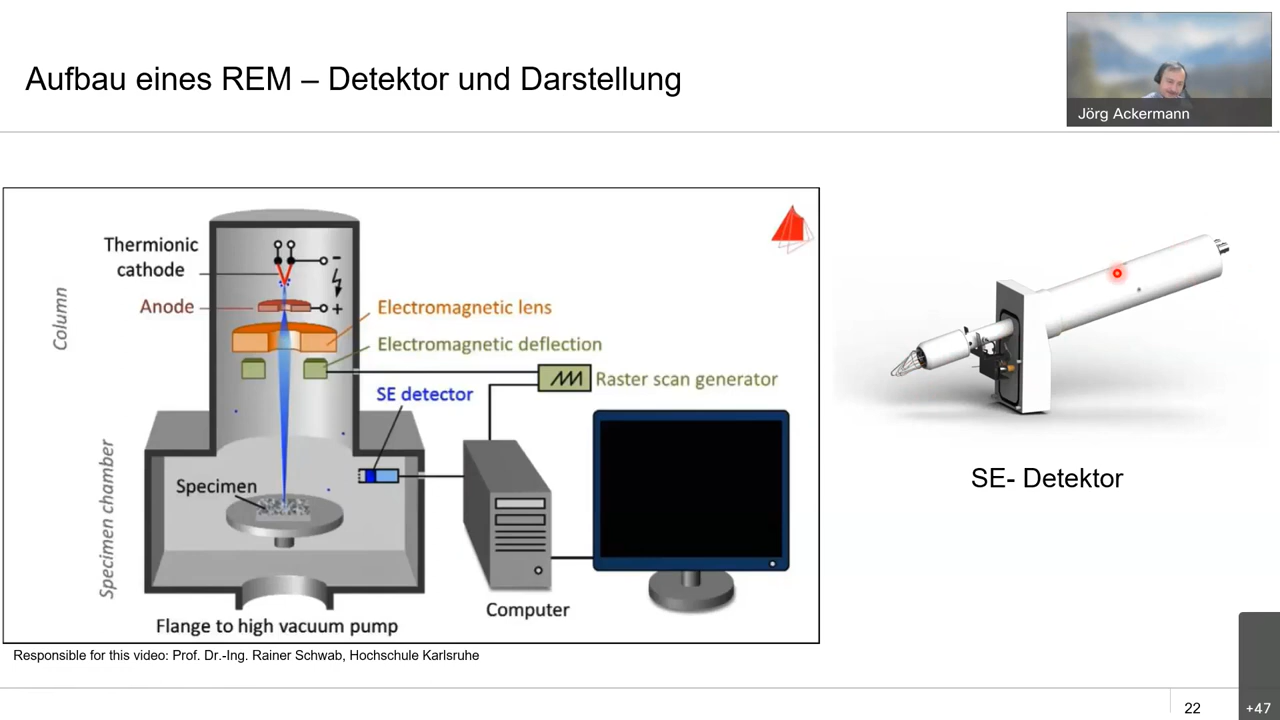 Aufbau eines REM – Detektor und Darstellung
Jörg Ackermann
Column
Thermionic
cathode
-
Anode
+
Electromagnetic lens
Electromagnetic deflection
Raster scan generator
SE detector
Specimen chamber
Specimen
Computer
Flange to high vacuum pump
SE- Detektor
Responsible for this video: Prof. Dr.-Ing. Rainer Schwab, Hochschule Karlsruhe
22
+47